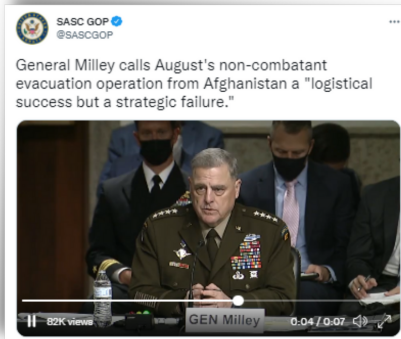 SASC GOP
@SASCGOP
General Milley calls August's non-combatant
evacuation operation from Afghanistan a "logistical
success but a strategic failure."
GEN Milley
82K views
0:04 / 0:07